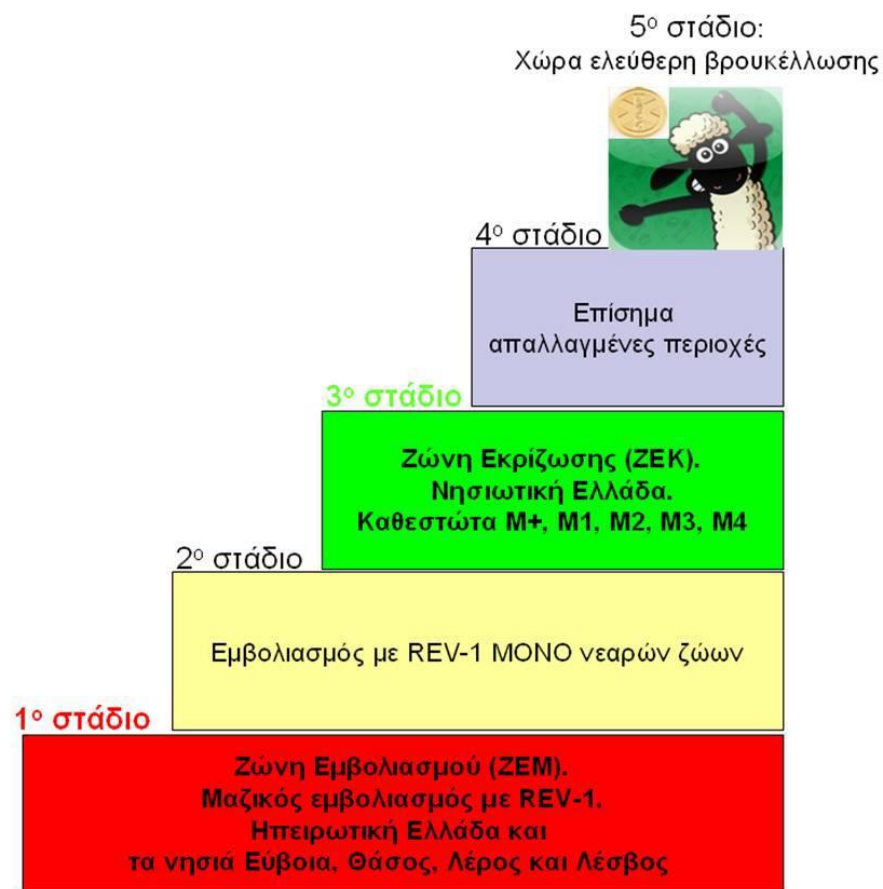 5ο στάδιο:
Χώρα ελεύθερη βρουκέλλωσης
4ο στάδιο
Επίσημα
απαλλαγμένες περιοχές
3ο στάδιο
Ζώνη Εκρίζωσης (ΖΕΚ).
Νησιωτική Ελλάδα.
Καθεστώτα Μ+, Μ1, Μ2, Μ3, Μ4
2ο στάδιο
Εμβολιασμός με REV-1 ΜΟΝΟ νεαρών ζώων
1ο στάδιο
Ζώνη Εμβολιασμού (ΖΕΜ).
Μαζικός εμβολιασμός με REV-1.
Ηπειρωτική Ελλάδα και
τα νησιά Εύβοια, Θάσος, Λέρος και Λέσβος